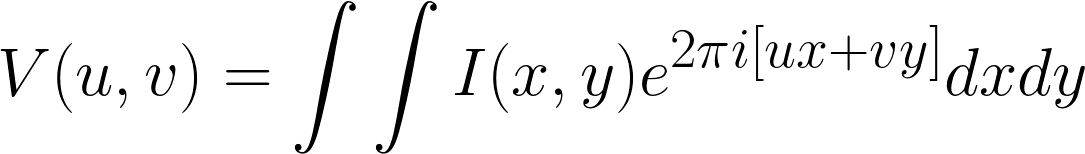 V(u, v) = ∫ ∫ I(x, y)e^{2πi[ux+vy]}dxdy